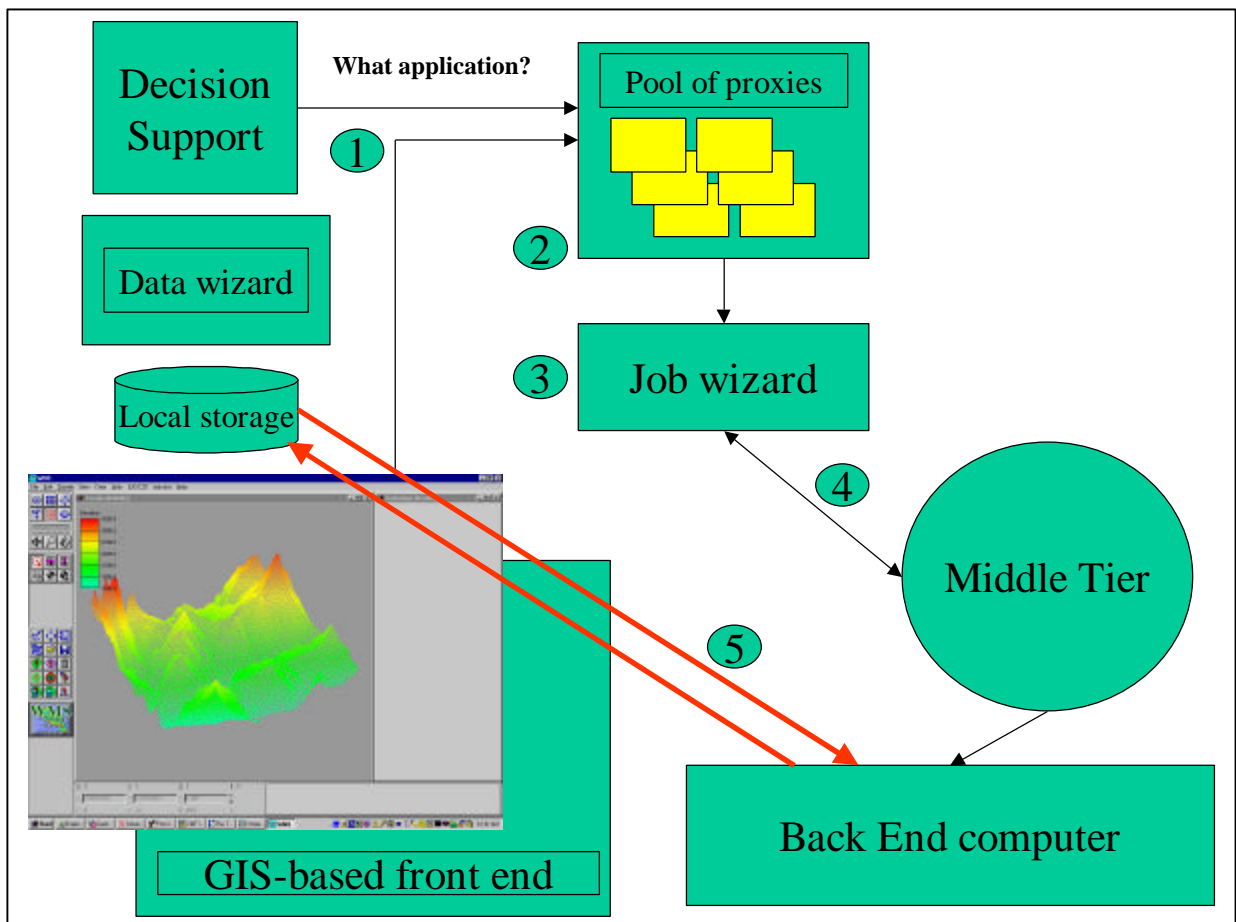 Decision
Support
What application?
Pool of proxies
1
2
Data wizard
3
Job wizard
Local storage
4
Middle Tier
5
WMS
Back End computer
GIS-based front end